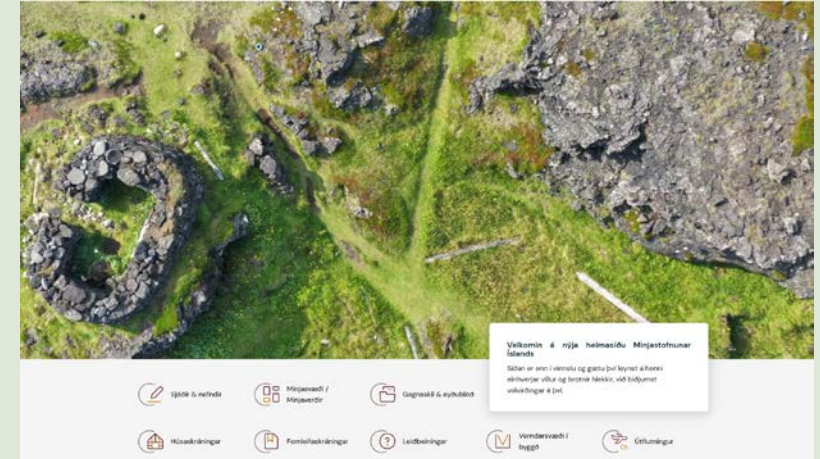 Velkomin á nýja heimasíðu Minjastofnunar
Íslands
Síðan er enn í vinnslu og gætu því leynst á henni
einhverjar villur og brotnir hlekkir, við biðjumst
velvirðingar á því.
Sjóðir & nefndir
Minjasvæði /
Minjaverðir
Gagnaskil & eyðublöð
Húsaskráningar
Fornleifaskráningar
Leiðbeiningar
Verndarsvæði í
byggð
Útflutningur